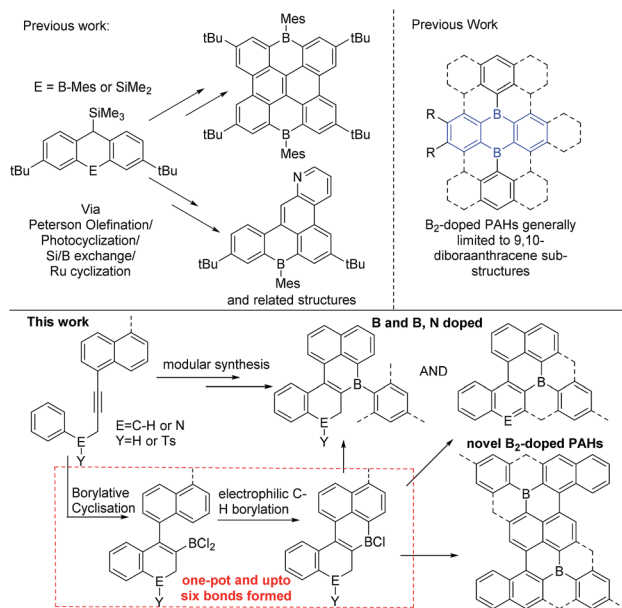 Previous work:
E = B-Mes or SiMe2
SiMe3
tBu
E
tBu
Via
Peterson Olefination/
Photocyclization/
Si/B exchange/
Ru cyclization
Mes
B
tBu
tBu
tBu
tBu
B
Mes
N
tBu
B
tBu
Mes
and related structures
Previous Work
R
R
B
B
B2-doped PAHs generally
limited to 9,10-
diboraanthracene sub-
structures
This work
modular synthesis
E=C-H or N
Y=H or Ts
E
Y
B and B, N doped
B
E
Y
AND
B
E
novel B2-doped PAHs
B
B
Borylative
Cyclisation
BCl2
E
Y
electrophilic C-
H borylation
BCl
E
Y
one-pot and upto
six bonds formed